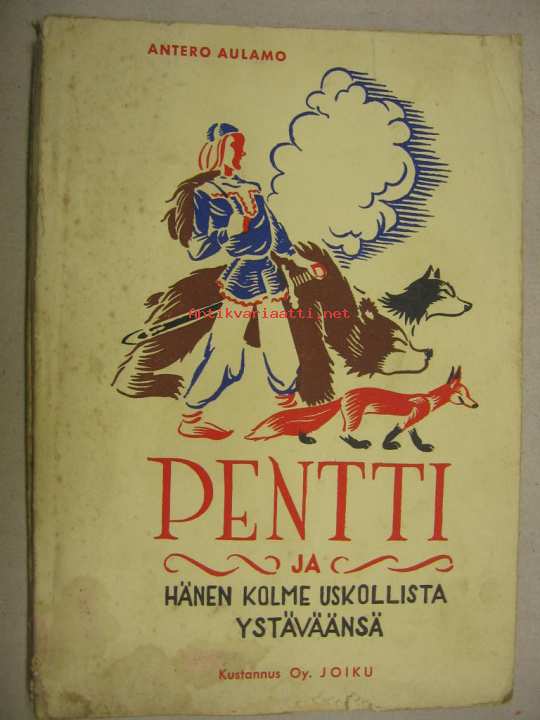 ANTERO AULAMO
Antikvariaatti.net
PENTTI
JA
HÄNEN KOLME USKOLLISTA
YSTÄVÄÄNSÄ
Kustannus Oy. JOIKU